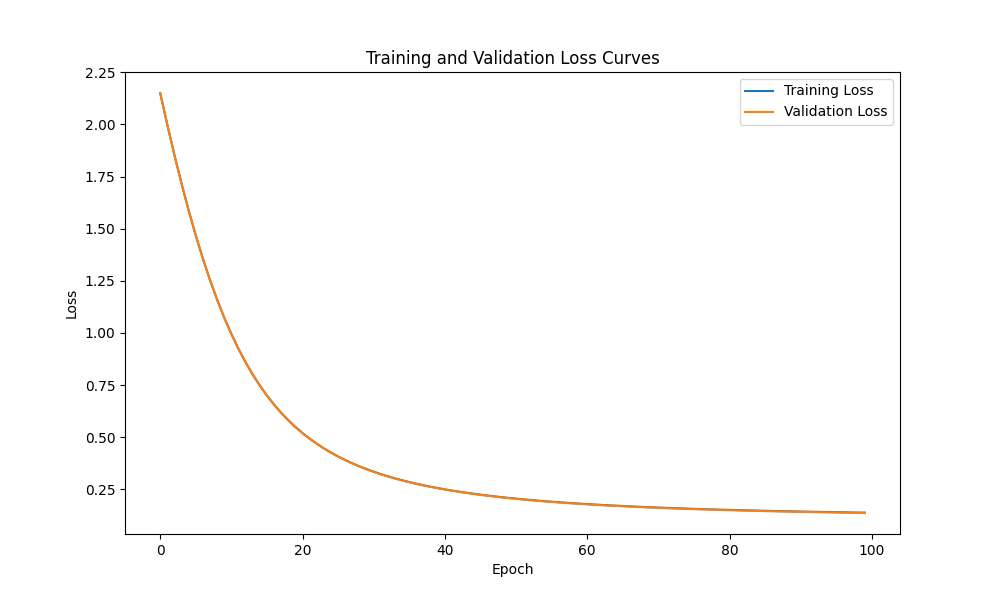 Training and Validation Loss Curves
Training Loss
Validation Loss
2.25
2.00
1.75
1.50
1.25
1.00
0.75
0.50
0.25
Loss
0 20 40 60 80 100
Epoch